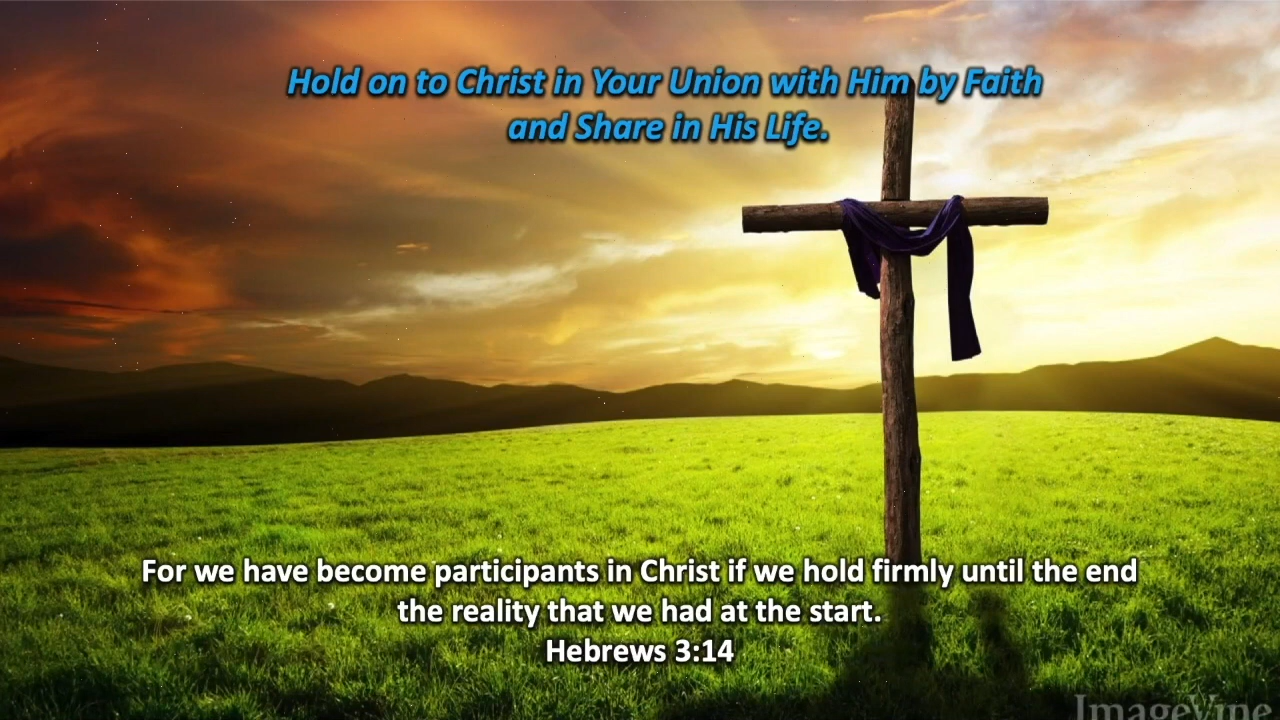 Hold on to Christ in Your Union with Him by Faith
and Share in His Life.
For we have become participants in Christ if we hold firmly until the end
the reality that we had at the start.
Hebrews 3:14
ImageVine